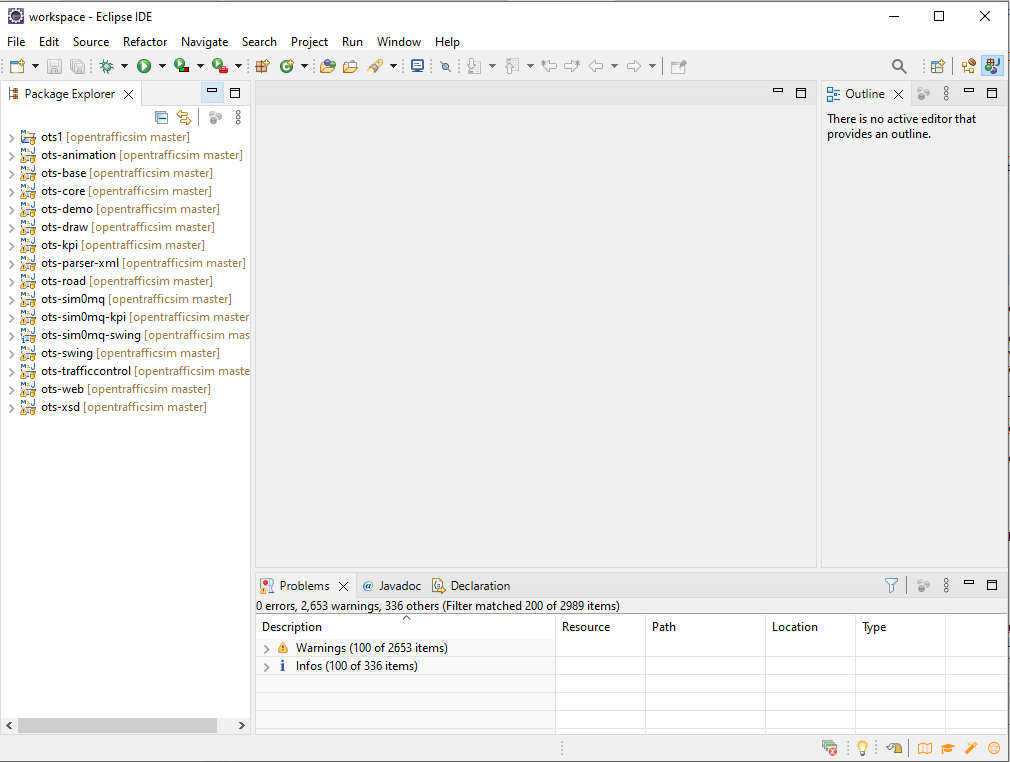 workspace - Eclipse IDE
File Edit Source Refactor Navigate Search Project Run Window Help
Package Explorer
ots1 [opentrafficsim master]
ots-animation [opentrafficsim master]
ots-base [opentrafficsim master]
ots-core [opentrafficsim master]
ots-demo [opentrafficsim master]
ots-draw [opentrafficsim master]
ots-kpi [opentrafficsim master]
ots-parser-xml [opentrafficsim master]
ots-road [opentrafficsim master]
ots-sim0mq [opentrafficsim master]
ots-sim0mq-kpi [opentrafficsim master
ots-sim0mq-swing [opentrafficsim mas
ots-swing [opentrafficsim master]
ots-trafficcontrol [opentrafficsim maste
ots-web [opentrafficsim master]
ots-xsd [opentrafficsim master]
Outline
There is no active editor that
provides an outline.
Problems @ Javadoc Declaration
0 errors, 2,653 warnings, 336 others (Filter matched 200 of 2989 items)
Description Resource Path Location Type
Warnings (100 of 2653 items)
Infos (100 of 336 items)